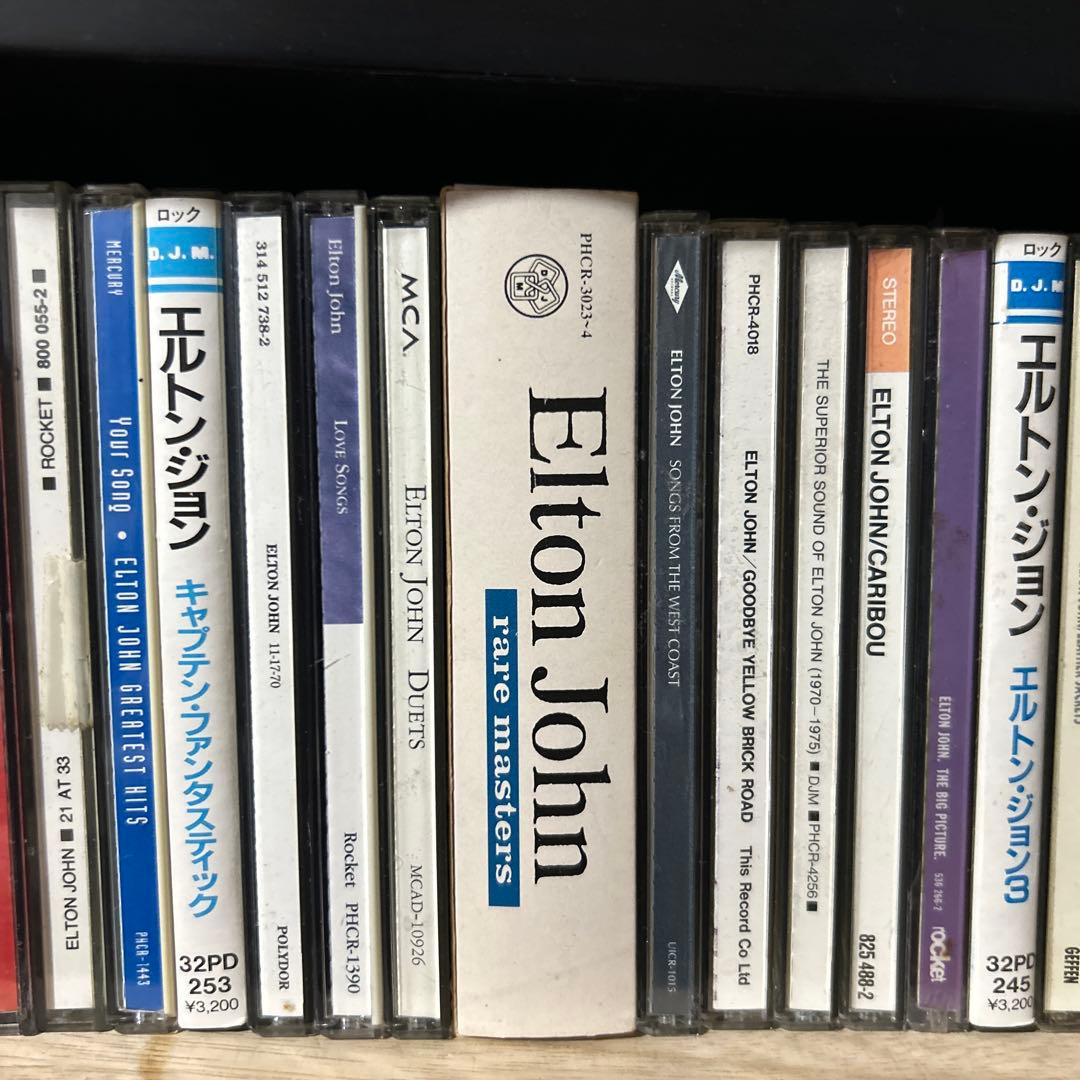 ■ ROCKET ■ 800 055-2 ■
ELTON JOHN ■ 21 AT 33
MERCURY
Your Song • ELTON JOHN GREATEST HITS
PHCR-1443
ロック
D.J.M.
エルトン・ジョン
キャプテン・ファンタスティック
32PD
253
¥3,200
314 512 738-2
ELTON JOHN 11-17-70
POLYDOR
Elton John
LOVE SONGS
Rocket PHCR-1390
MCA.
ELTON JOHN DUETS
MCAD-10926
PHCR-3023~4
DJM
Elton John
rare masters
Mercury
ELTON JOHN SONGS FROM THE WEST COAST
UICR-1015
PHCR-4018
ELTON JOHN/GOODBYE YELLOW BRICK ROAD
This Record Co Ltd
THE SUPERIOR SOUND OF ELTON JOHN (1970–1975) ■ DJM ■ PHCR-4256 ■
STEREO
ELTON JOHN/CARIBOU
825 488-2
ELTON JOHN. THE BIG PICTURE.
536 266-2
rocket
ロック
D.J.M
エルトン・ジョン
エルトン・ジョン3
32PD
245
¥3,200
GEFFEN